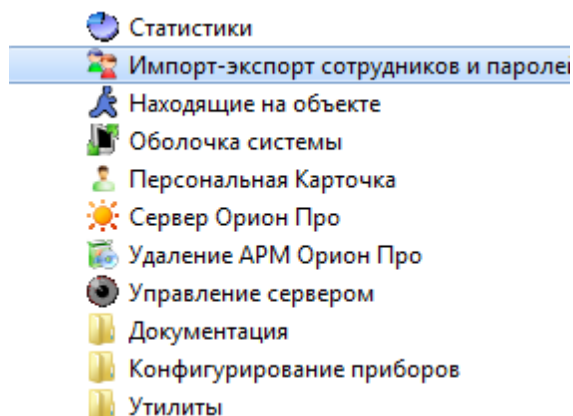 Статистики
Импорт-экспорт сотрудников и пароле
Находящие на объекте
Оболочка системы
Персональная Карточка
Сервер Орион Про
Удаление АРМ Орион Про
Управление сервером
Документация
Конфигурирование приборов
Утилиты